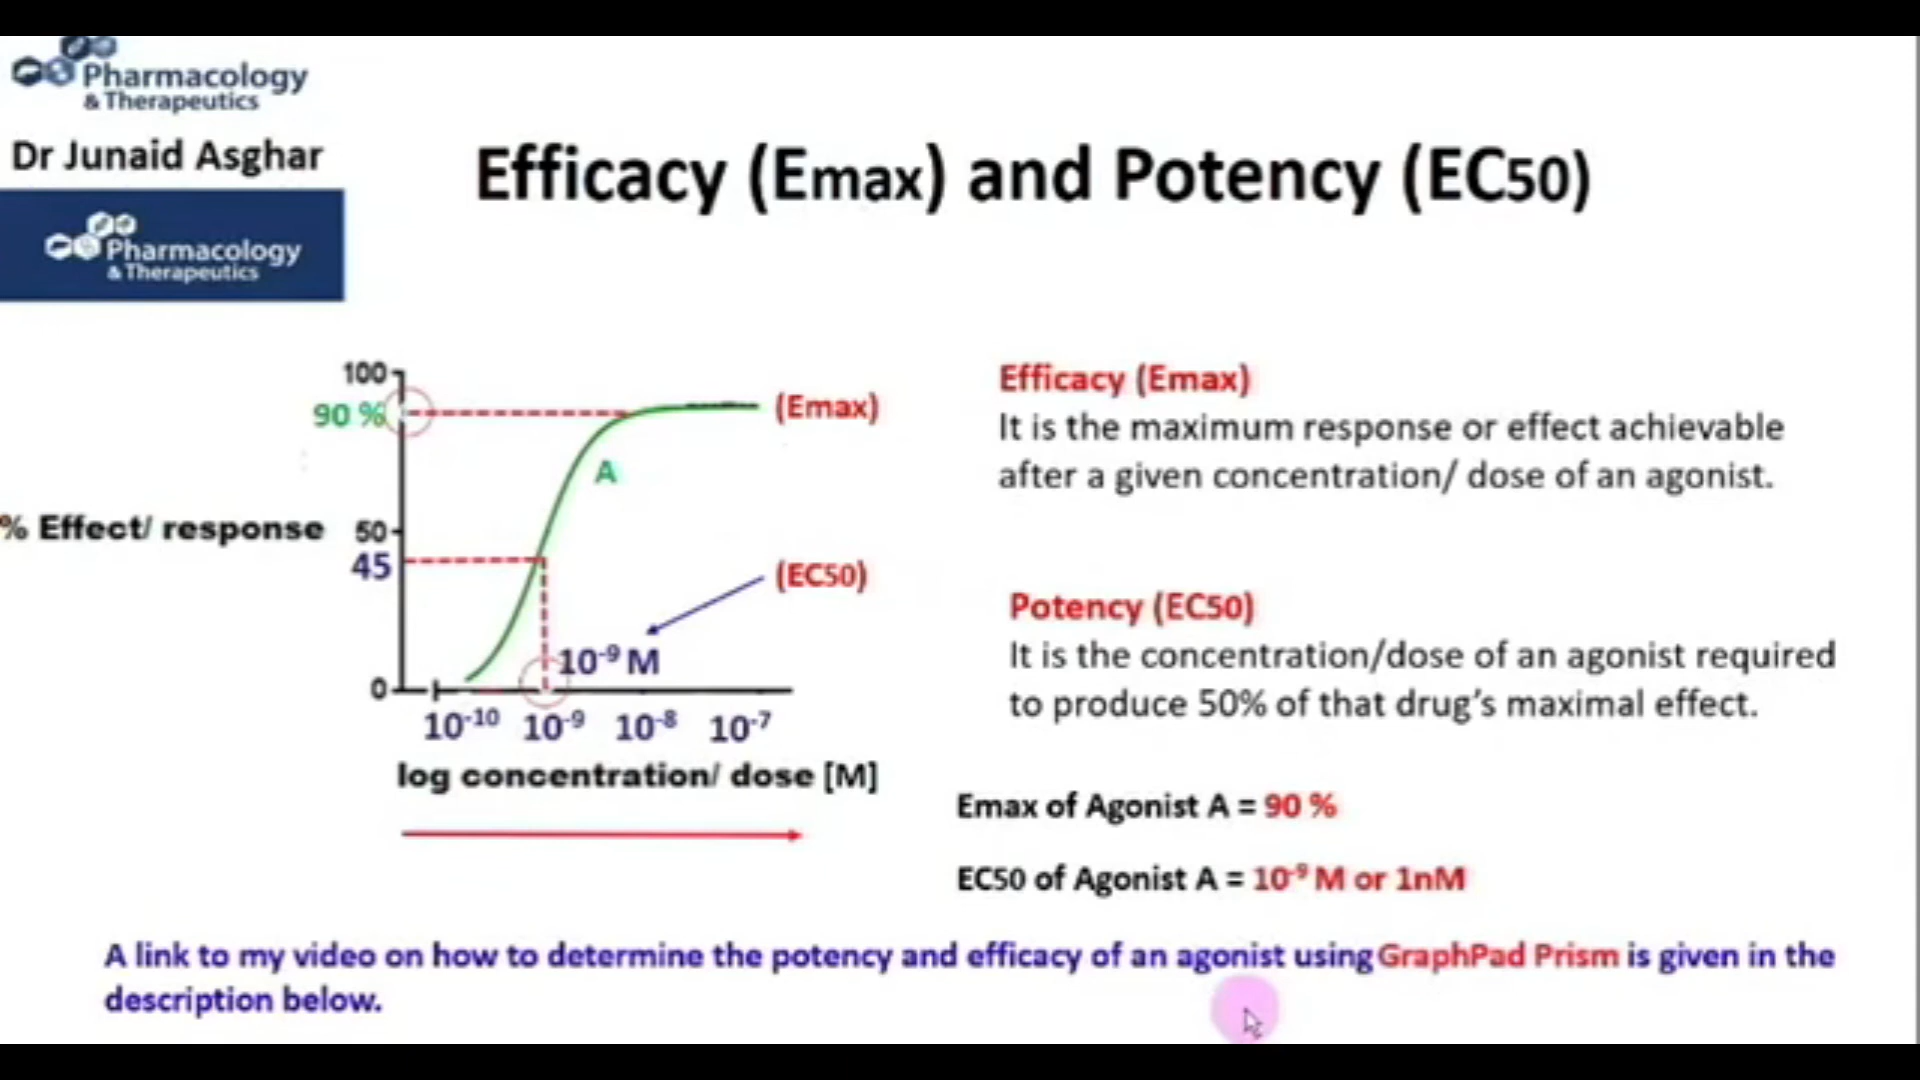 Pharmacology
& Therapeutics
Dr Junaid Asghar
Pharmacology
& Therapeutics
Efficacy (Emax) and Potency (EC50)
100
90 %
(Emax)
A
% Effect/ response
50
45
(EC50)
10⁻⁹ M
0
10⁻¹⁰ 10⁻⁹ 10⁻⁸ 10⁻⁷
log concentration/ dose [M]
Efficacy (Emax)
It is the maximum response or effect achievable
after a given concentration/ dose of an agonist.
Potency (EC50)
It is the concentration/dose of an agonist required
to produce 50% of that drug's maximal effect.
Emax of Agonist A = 90 %
EC50 of Agonist A = 10⁻⁹ M or 1nM
A link to my video on how to determine the potency and efficacy of an agonist using GraphPad Prism is given in the
description below.